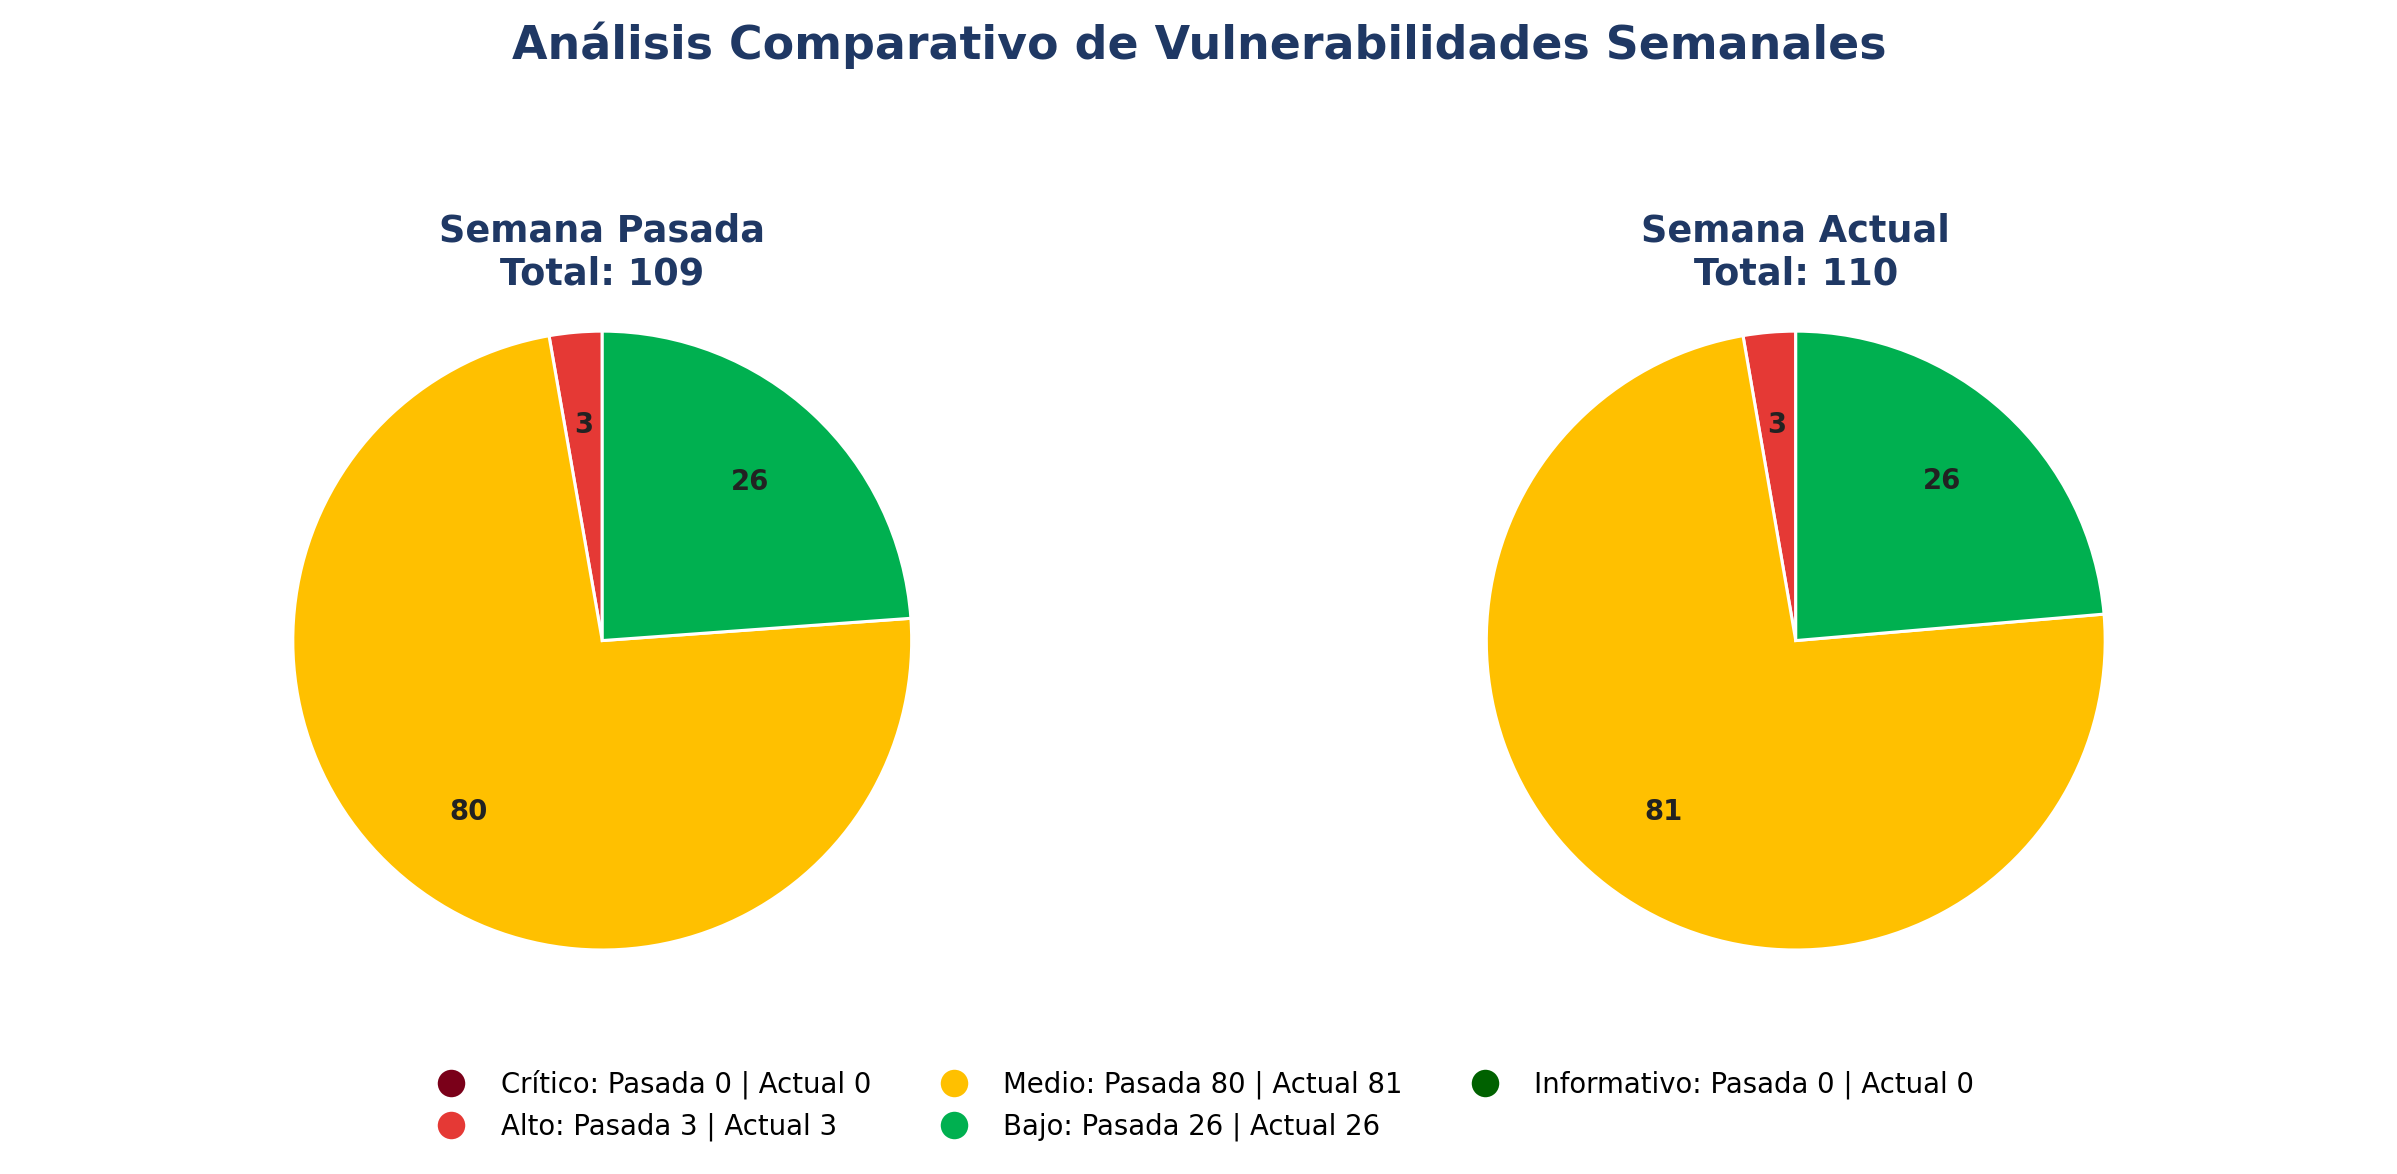 Análisis Comparativo de Vulnerabilidades Semanales
Semana Pasada
Total: 109
3
26
80
Semana Actual
Total: 110
3
26
81
Crítico: Pasada 0 | Actual 0
Alto: Pasada 3 | Actual 3
Medio: Pasada 80 | Actual 81
Bajo: Pasada 26 | Actual 26
Informativo: Pasada 0 | Actual 0